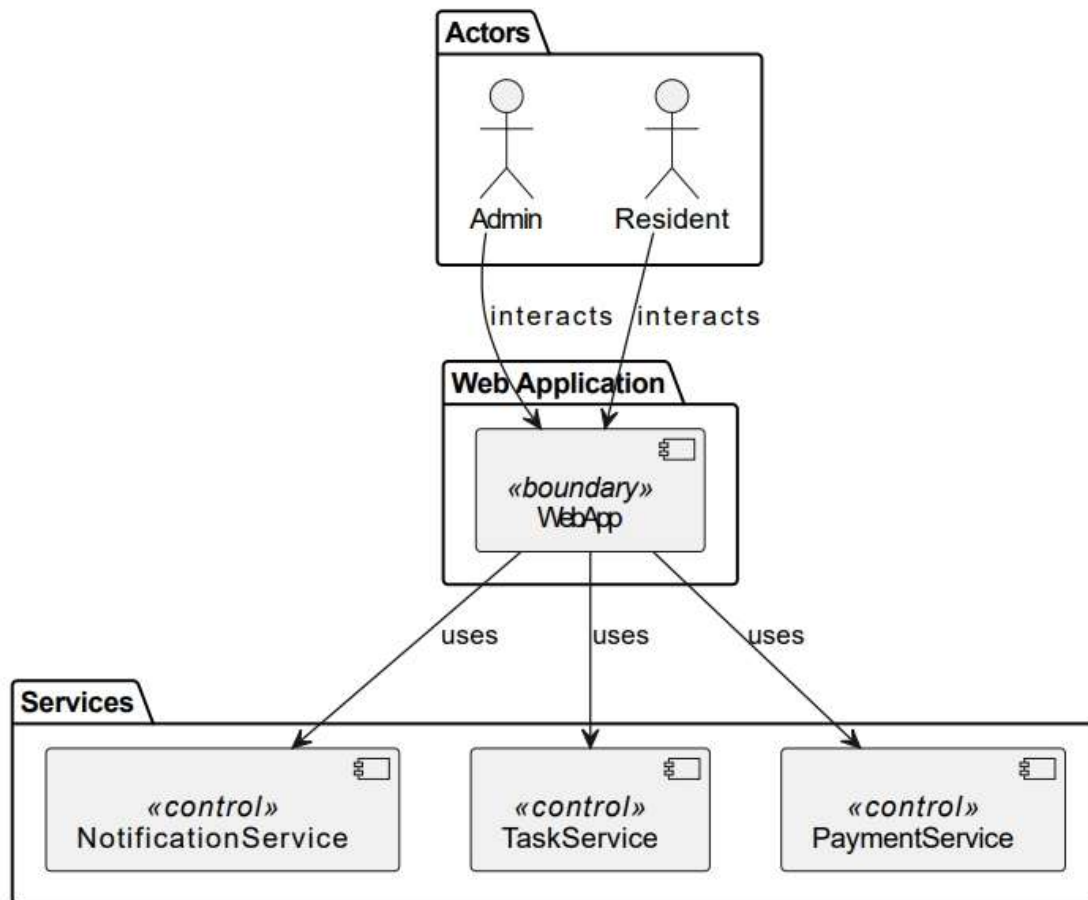 Actors
Admin
Resident
interacts
interacts
Web Application
«boundary»
WebApp
uses
uses
uses
Services
«control»
NotificationService
«control»
TaskService
«control»
PaymentService